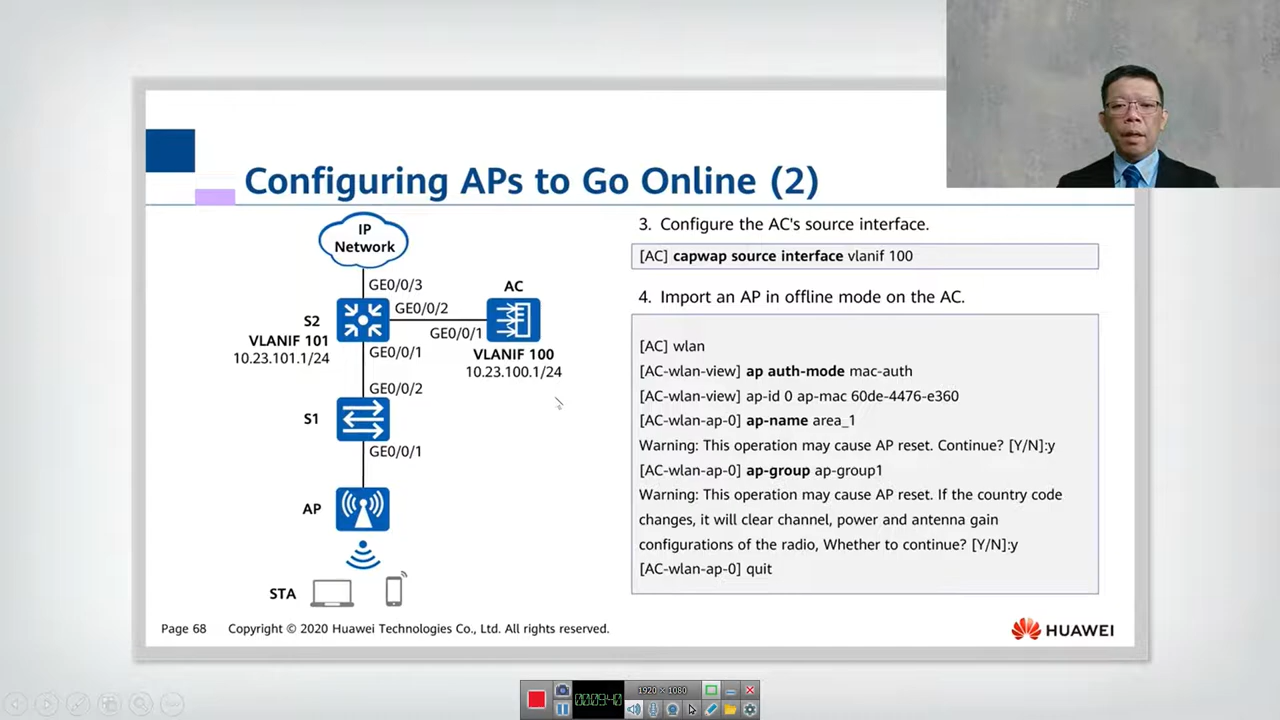 Configuring APs to Go Online (2)
IP
Network
GE0/0/3
AC
GE0/0/2
S2
GE0/0/1
VLANIF 101
10.23.101.1/24
GE0/0/1
VLANIF 100
10.23.100.1/24
GE0/0/2
S1
GE0/0/1
AP
STA
3. Configure the AC's source interface.
[AC] capwap source interface vlanif 100
4. Import an AP in offline mode on the AC.
[AC] wlan
[AC-wlan-view] ap auth-mode mac-auth
[AC-wlan-view] ap-id 0 ap-mac 60de-4476-e360
[AC-wlan-ap-0] ap-name area_1
Warning: This operation may cause AP reset. Continue? [Y/N]:y
[AC-wlan-ap-0] ap-group ap-group1
Warning: This operation may cause AP reset. If the country code
changes, it will clear channel, power and antenna gain
configurations of the radio, Whether to continue? [Y/N]:y
[AC-wlan-ap-0] quit
Page 68 Copyright © 2020 Huawei Technologies Co., Ltd. All rights reserved.
HUAWEI
1920 × 1080